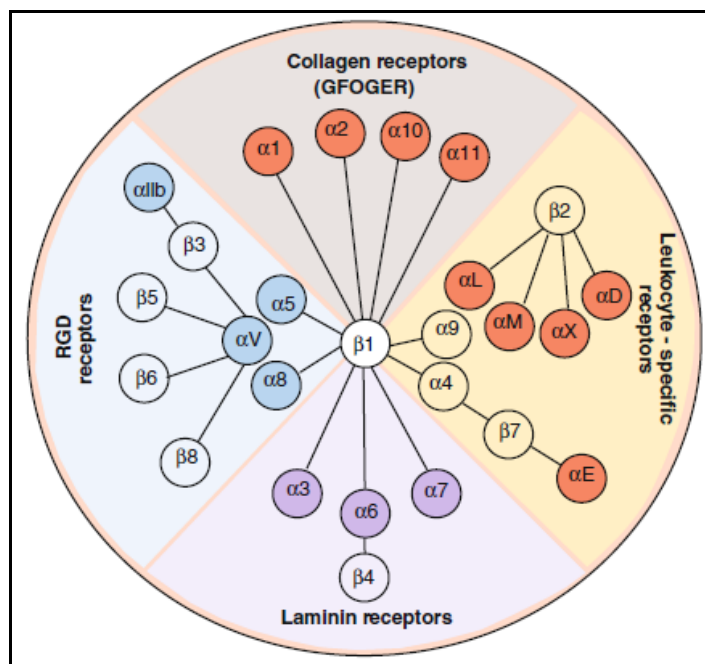 Collagen receptors
(GFOGER)
α1
α2
α10
α11
αIIb
β3
β5
αV
β6
β8
α5
α8
RGD
receptors
β1
β2
αL
αM
αX
αD
α9
α4
β7
αE
Leukocyte - specific
receptors
α3
α6
α7
β4
Laminin receptors